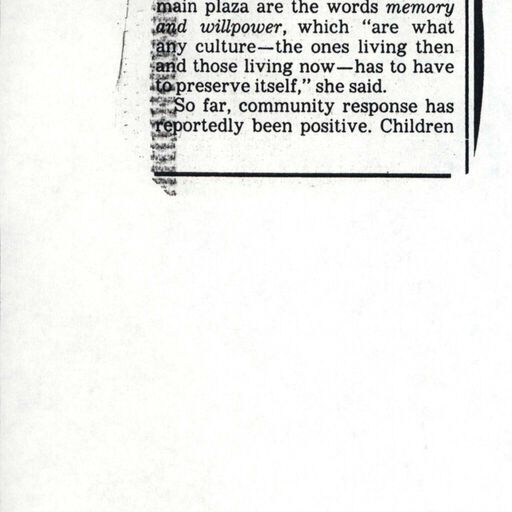 main plaza are the words memory
and willpower, which “are what
any culture—the ones living then
and those living now—has to have
to preserve itself,” she said.
So far, community response has
reportedly been positive. Children